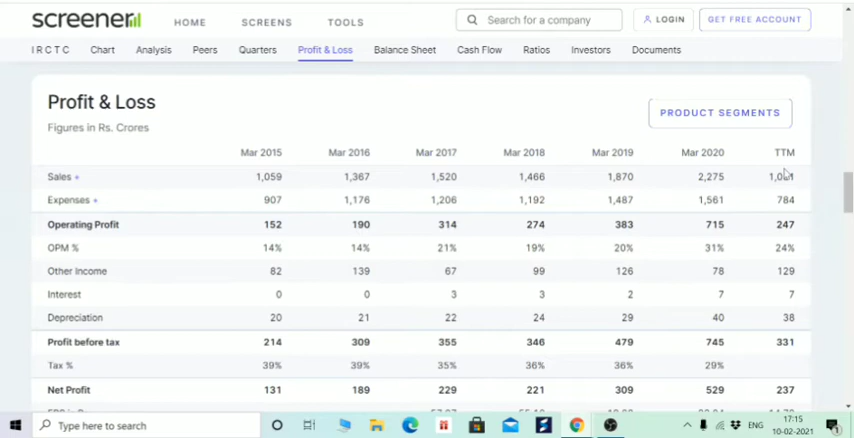 screener HOME SCREENS TOOLS Search for a company LOGIN GET FREE ACCOUNT
IRCTC Chart Analysis Peers Quarters Profit & Loss Balance Sheet Cash Flow Ratios Investors Documents
Profit & Loss
Figures in Rs. Crores
PRODUCT SEGMENTS
Mar 2015 Mar 2016 Mar 2017 Mar 2018 Mar 2019 Mar 2020 TTM
Sales + 1,059 1,367 1,520 1,466 1,870 2,275
Expenses + 907 1,176 1,206 1,192 1,487 1,561 784
Operating Profit 152 190 314 274 383 715 247
OPM % 14% 14% 21% 19% 20% 31% 24%
Other Income 82 139 67 99 126 78 129
Interest 0 0 3 3 2 7 7
Depreciation 20 21 22 24 29 40 38
Profit before tax 214 309 355 346 479 745 331
Tax % 39% 39% 35% 36% 36% 29%
Net Profit 131 189 229 221 309 529 237
Type here to search ENG 17:15
10-02-2021